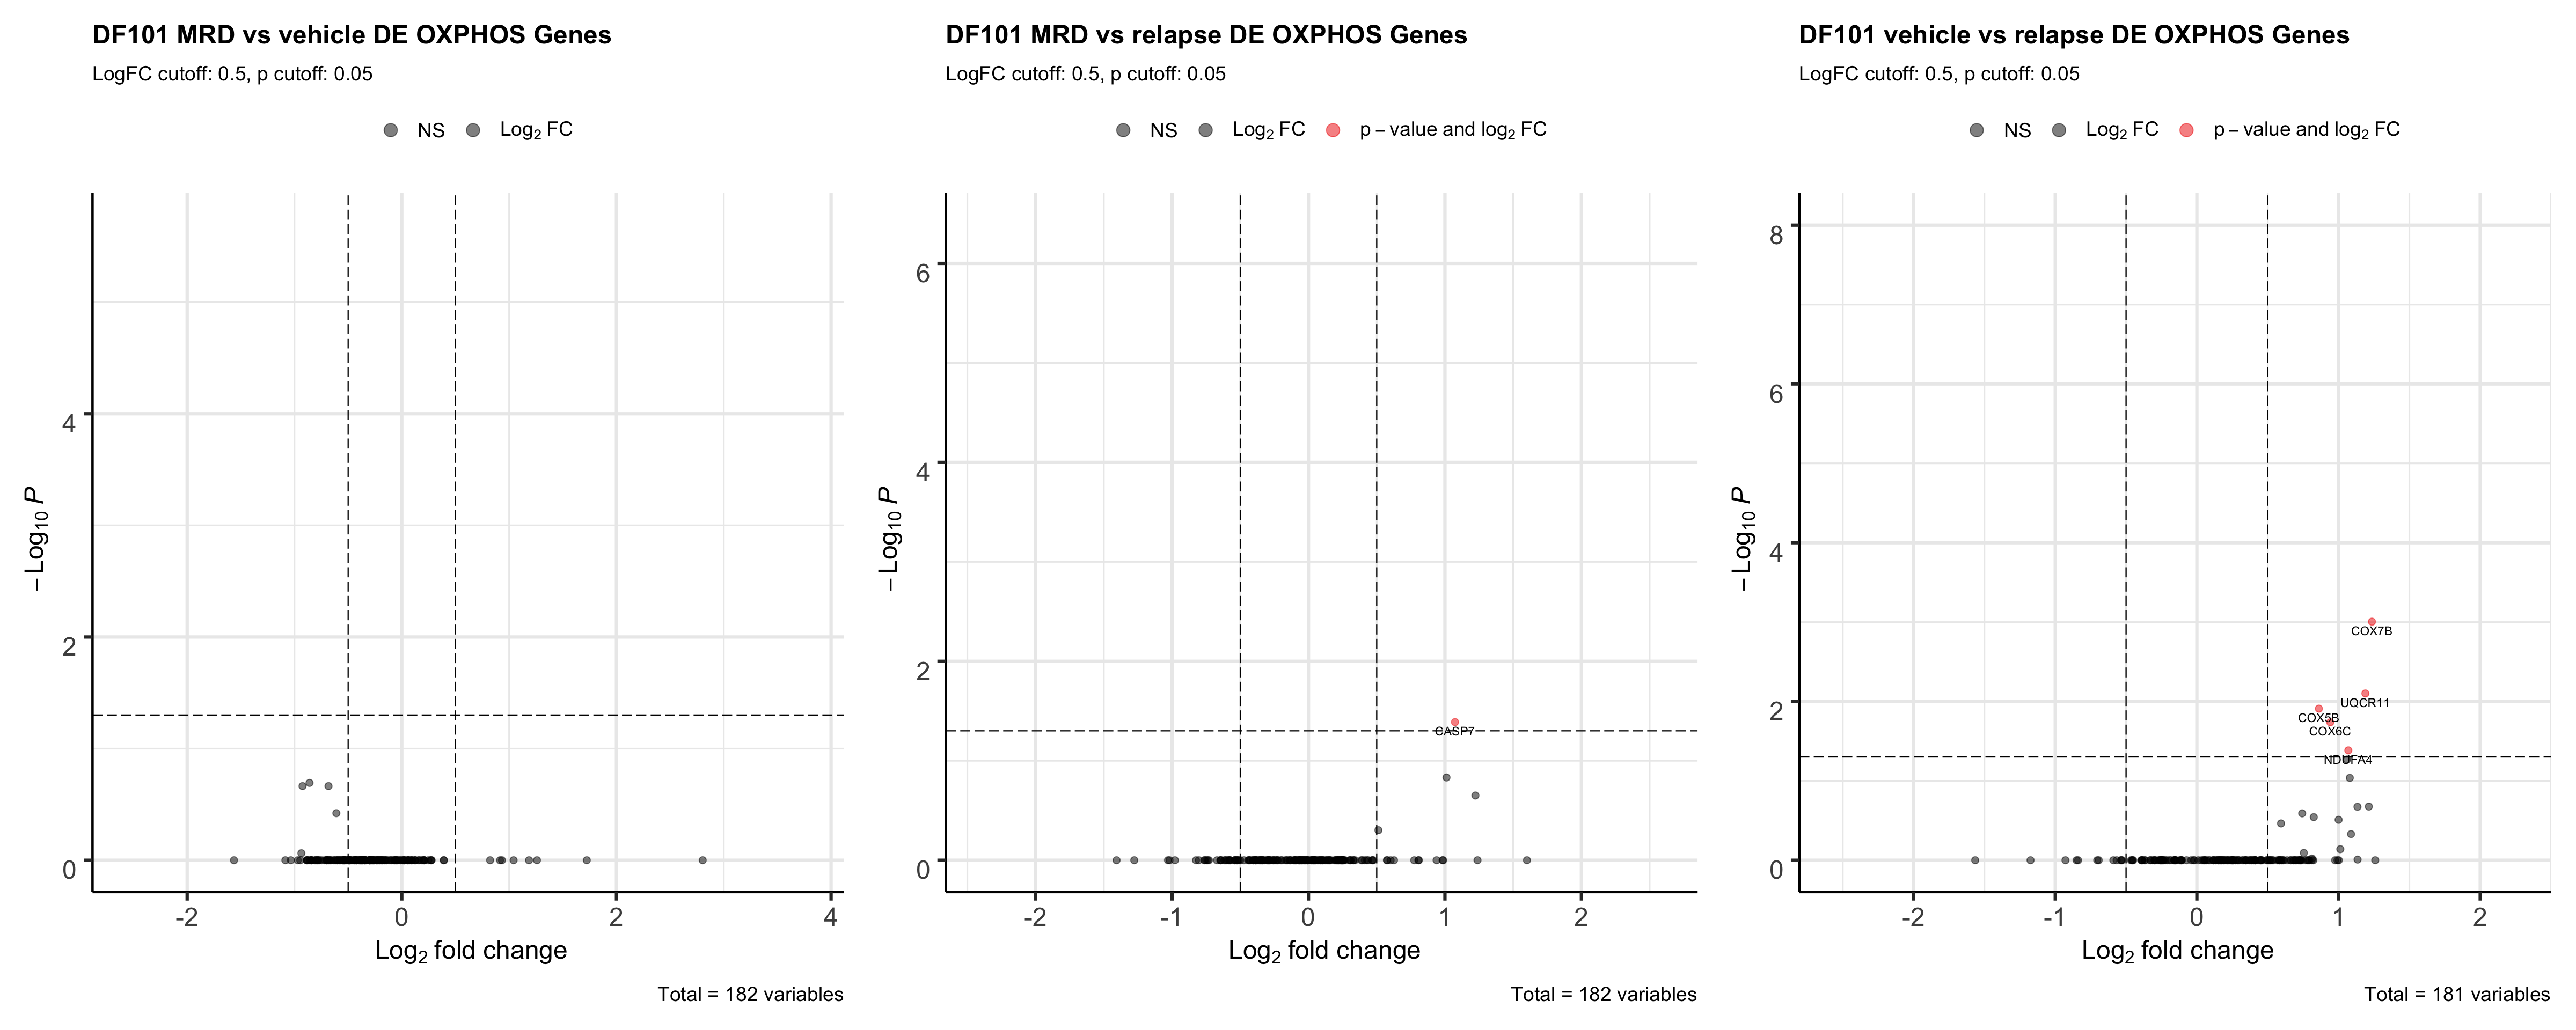 DF101 MRD vs vehicle DE OXPHOS Genes
LogFC cutoff: 0.5, p cutoff: 0.05
NS
Log2 FC
4
2
0
-2
0
2
4
– Log10 P
Log2 fold change
Total = 182 variables
DF101 MRD vs relapse DE OXPHOS Genes
LogFC cutoff: 0.5, p cutoff: 0.05
NS
Log2 FC
p – value and log2 FC
6
4
2
0
CASP7
-2
-1
0
1
2
– Log10 P
Log2 fold change
Total = 182 variables
DF101 vehicle vs relapse DE OXPHOS Genes
LogFC cutoff: 0.5, p cutoff: 0.05
NS
Log2 FC
p – value and log2 FC
8
6
4
2
0
COX7B
UQCR11
COX5B
COX6C
NDUFA4
-2
-1
0
1
2
– Log10 P
Log2 fold change
Total = 181 variables